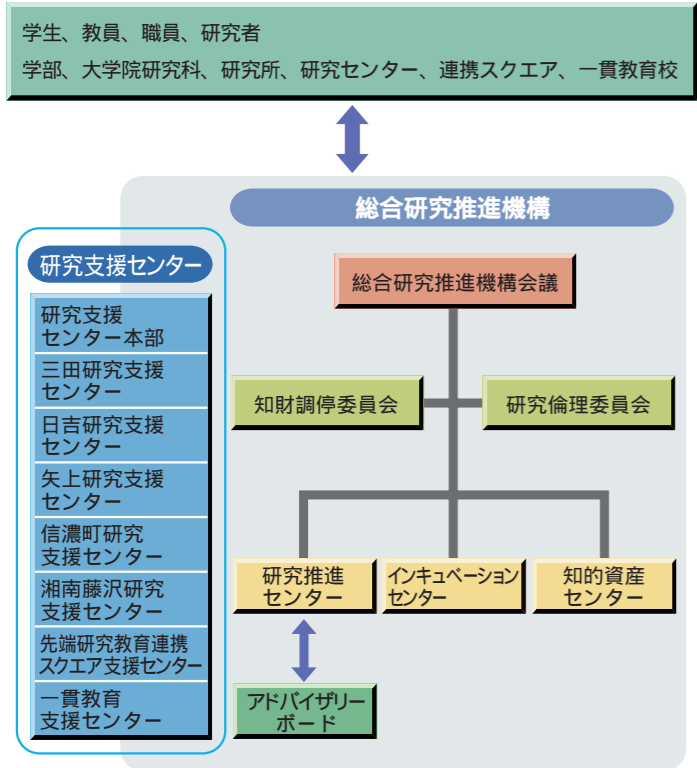 学生、教員、職員、研究者
学部、大学院研究科、研究所、研究センター、連携スクエア、一貫教育校
総合研究推進機構
研究支援センター
研究支援
センター本部
三田研究支援
センター
日吉研究支援
センター
矢上研究支援
センター
信濃町研究
支援センター
湘南藤沢研究
支援センター
先端研究教育連携
スクエア支援センター
一貫教育
支援センター
総合研究推進機構会議
知財調停委員会
研究倫理委員会
研究推進
センター
インキュベーション
センター
知的資産
センター
アドバイザリー
ボード